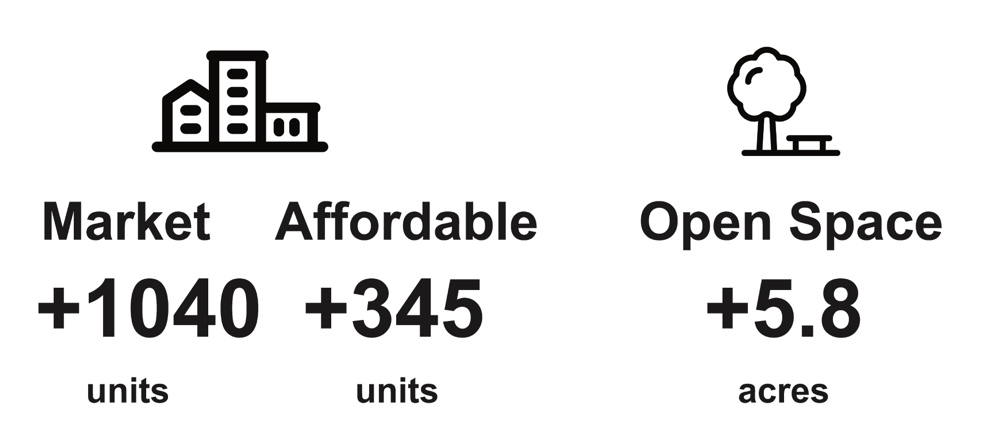 Market Affordable Open Space
+1040 +345 +5.8
units units acres